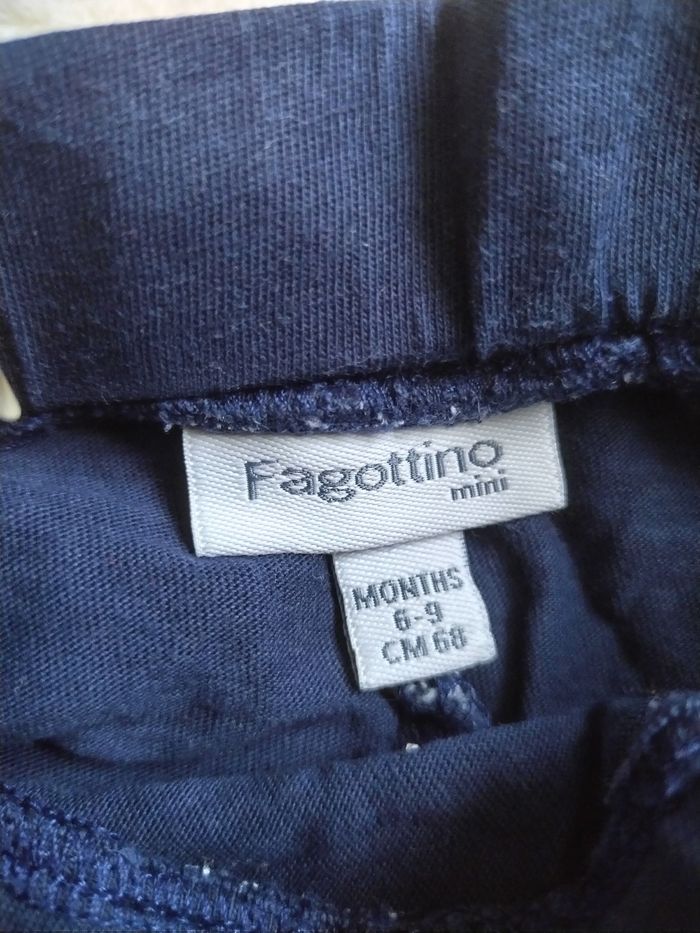 Fagottino
mini
MONTHS
6-9
CM 68